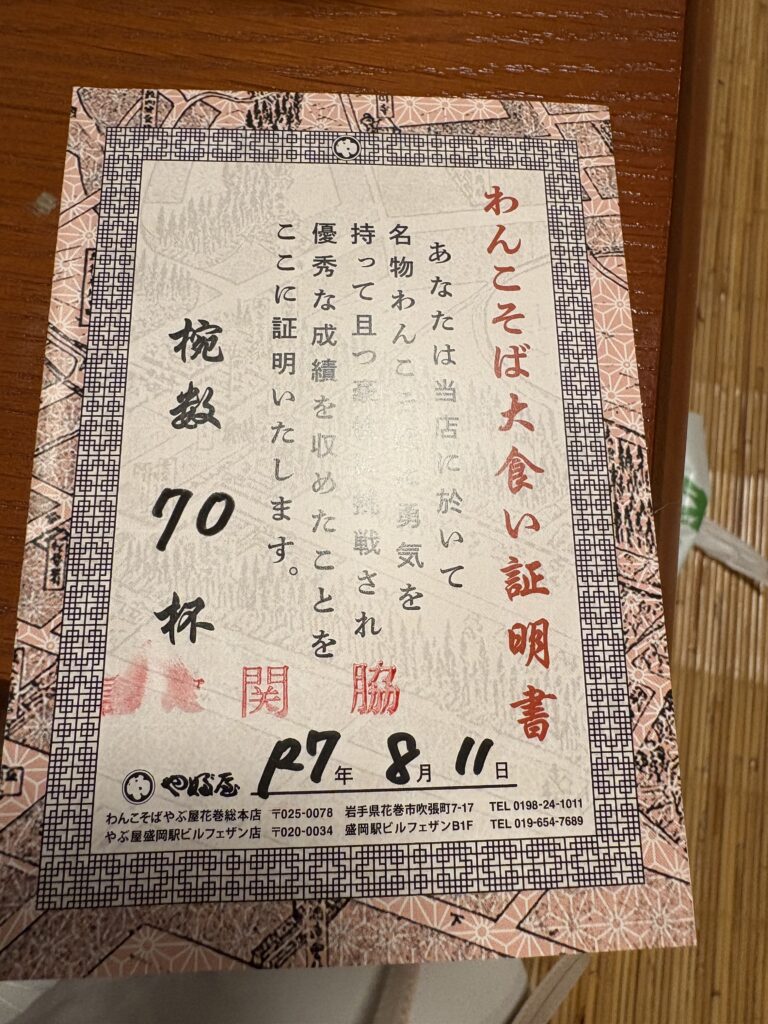 わんこそば大食い証明書
あなたは当店に於いて
名物わんこそばに勇気を
持って且つ豪快に挑戦され
優秀な成績を収めたことを
ここに証明いたします。
椀数 70 杯
関脇
R7年 8月 11日
やぶ屋
わんこそばやぶ屋花巻総本店 〒025-0078 岩手県花巻市吹張町7-17 TEL 0198-24-1011
やぶ屋盛岡駅ビルフェザン店 〒020-0034 盛岡駅ビルフェザンB1F TEL 019-654-7689